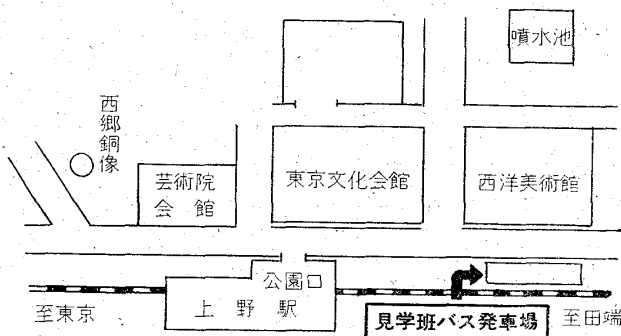 噴水池
西郷銅像
芸術院
会館
東京文化会館
西洋美術館
公園口
上野駅
至東京
見学班バス発車場
至田端